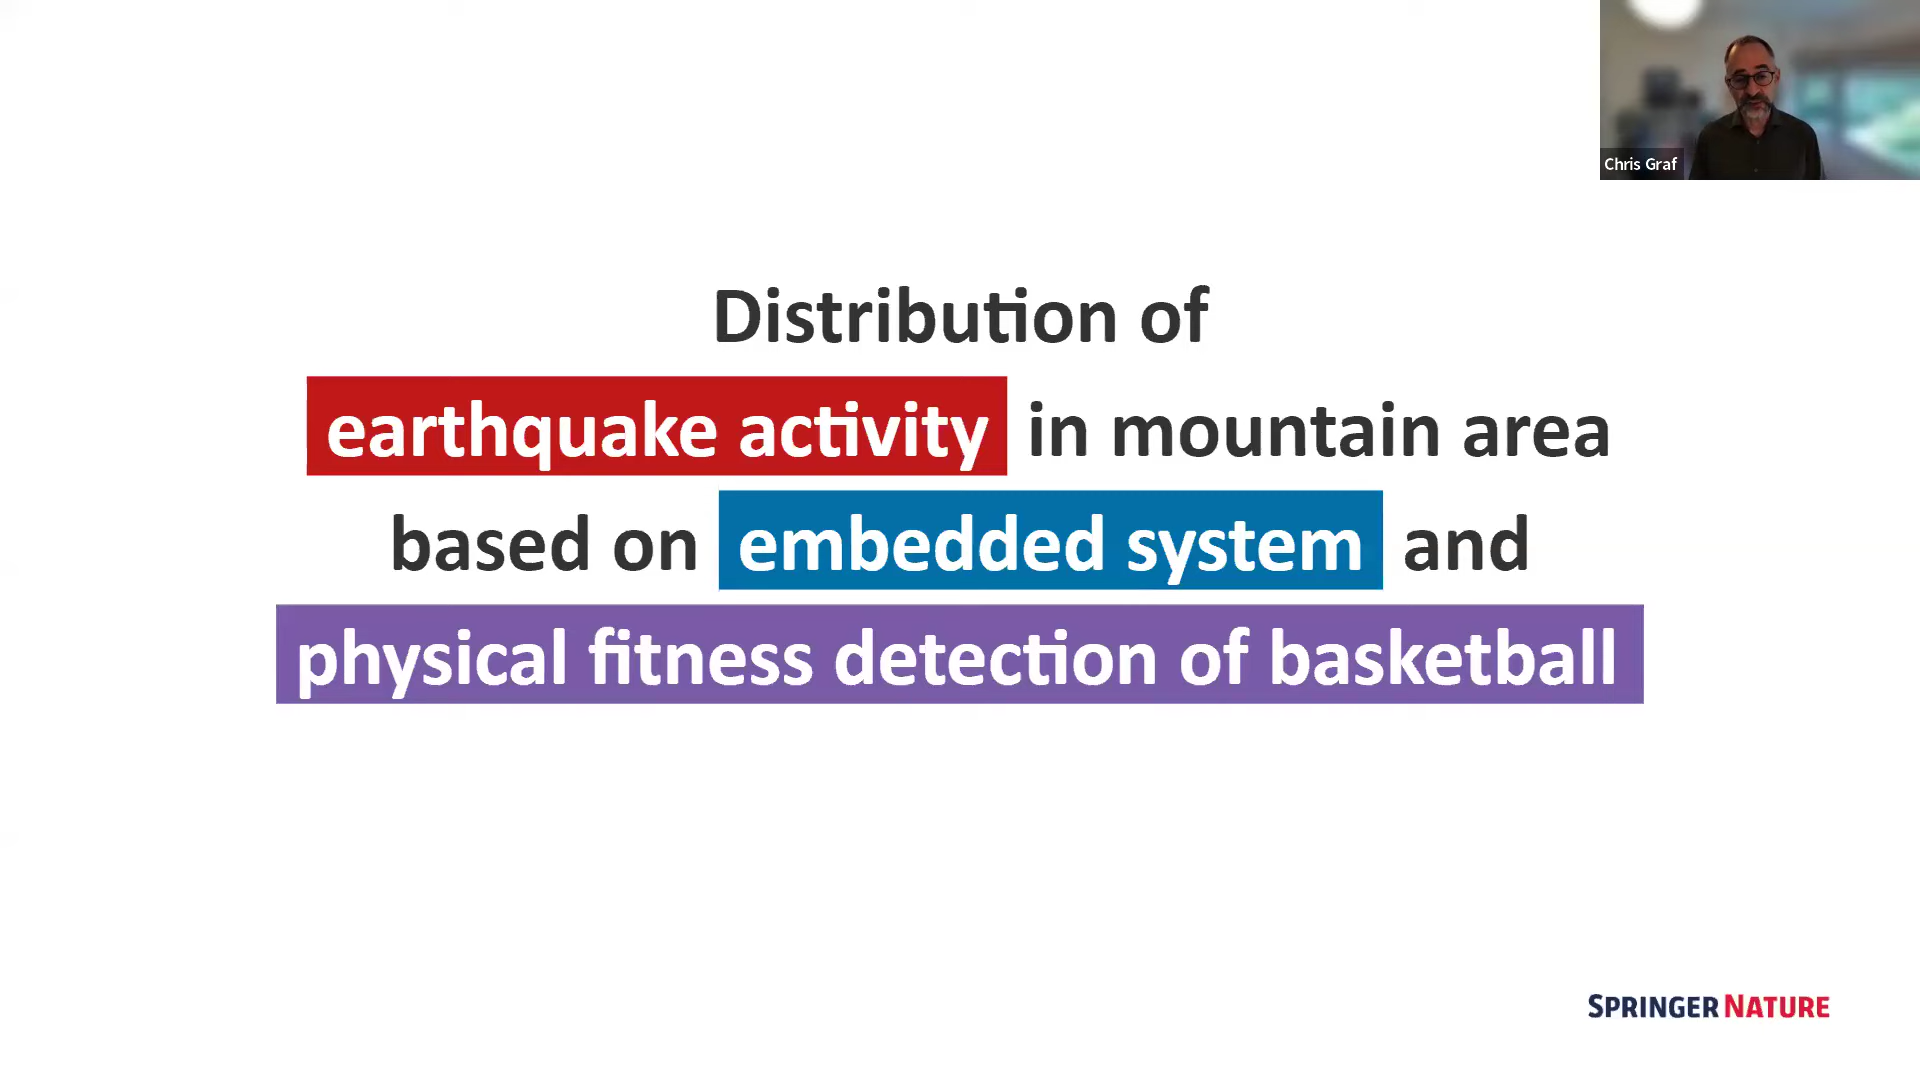 Chris Graf
Distribution of
earthquake activity in mountain area
based on embedded system and
physical fitness detection of basketball
SPRINGER NATURE